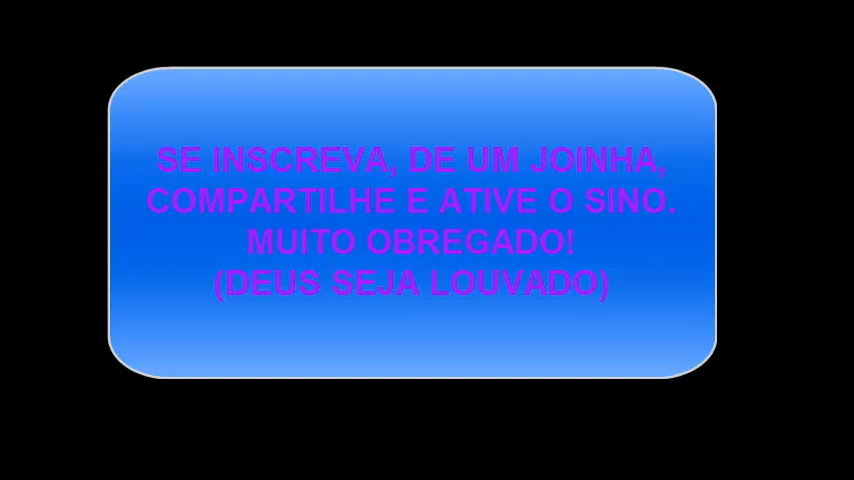 SE INSCREVA, DE UM JOINHA,
COMPARTILHE E ATIVE O SINO.
MUITO OBREGADO!
(DEUS SEJA LOUVADO)